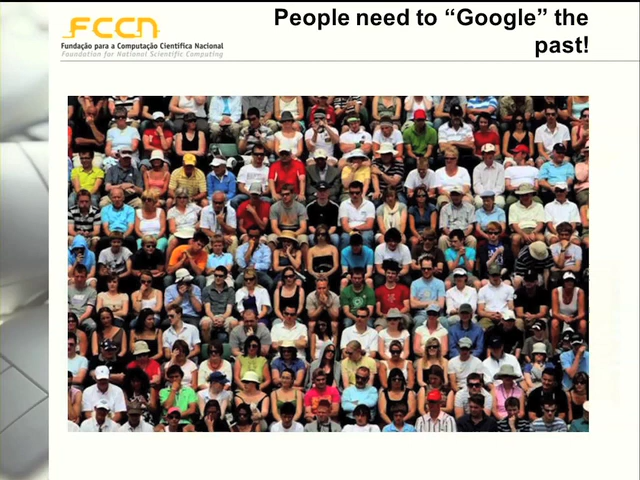 FCCN
Fundação para a Computação Científica Nacional
Foundation for National Scientific Computing
People need to “Google” the
past!